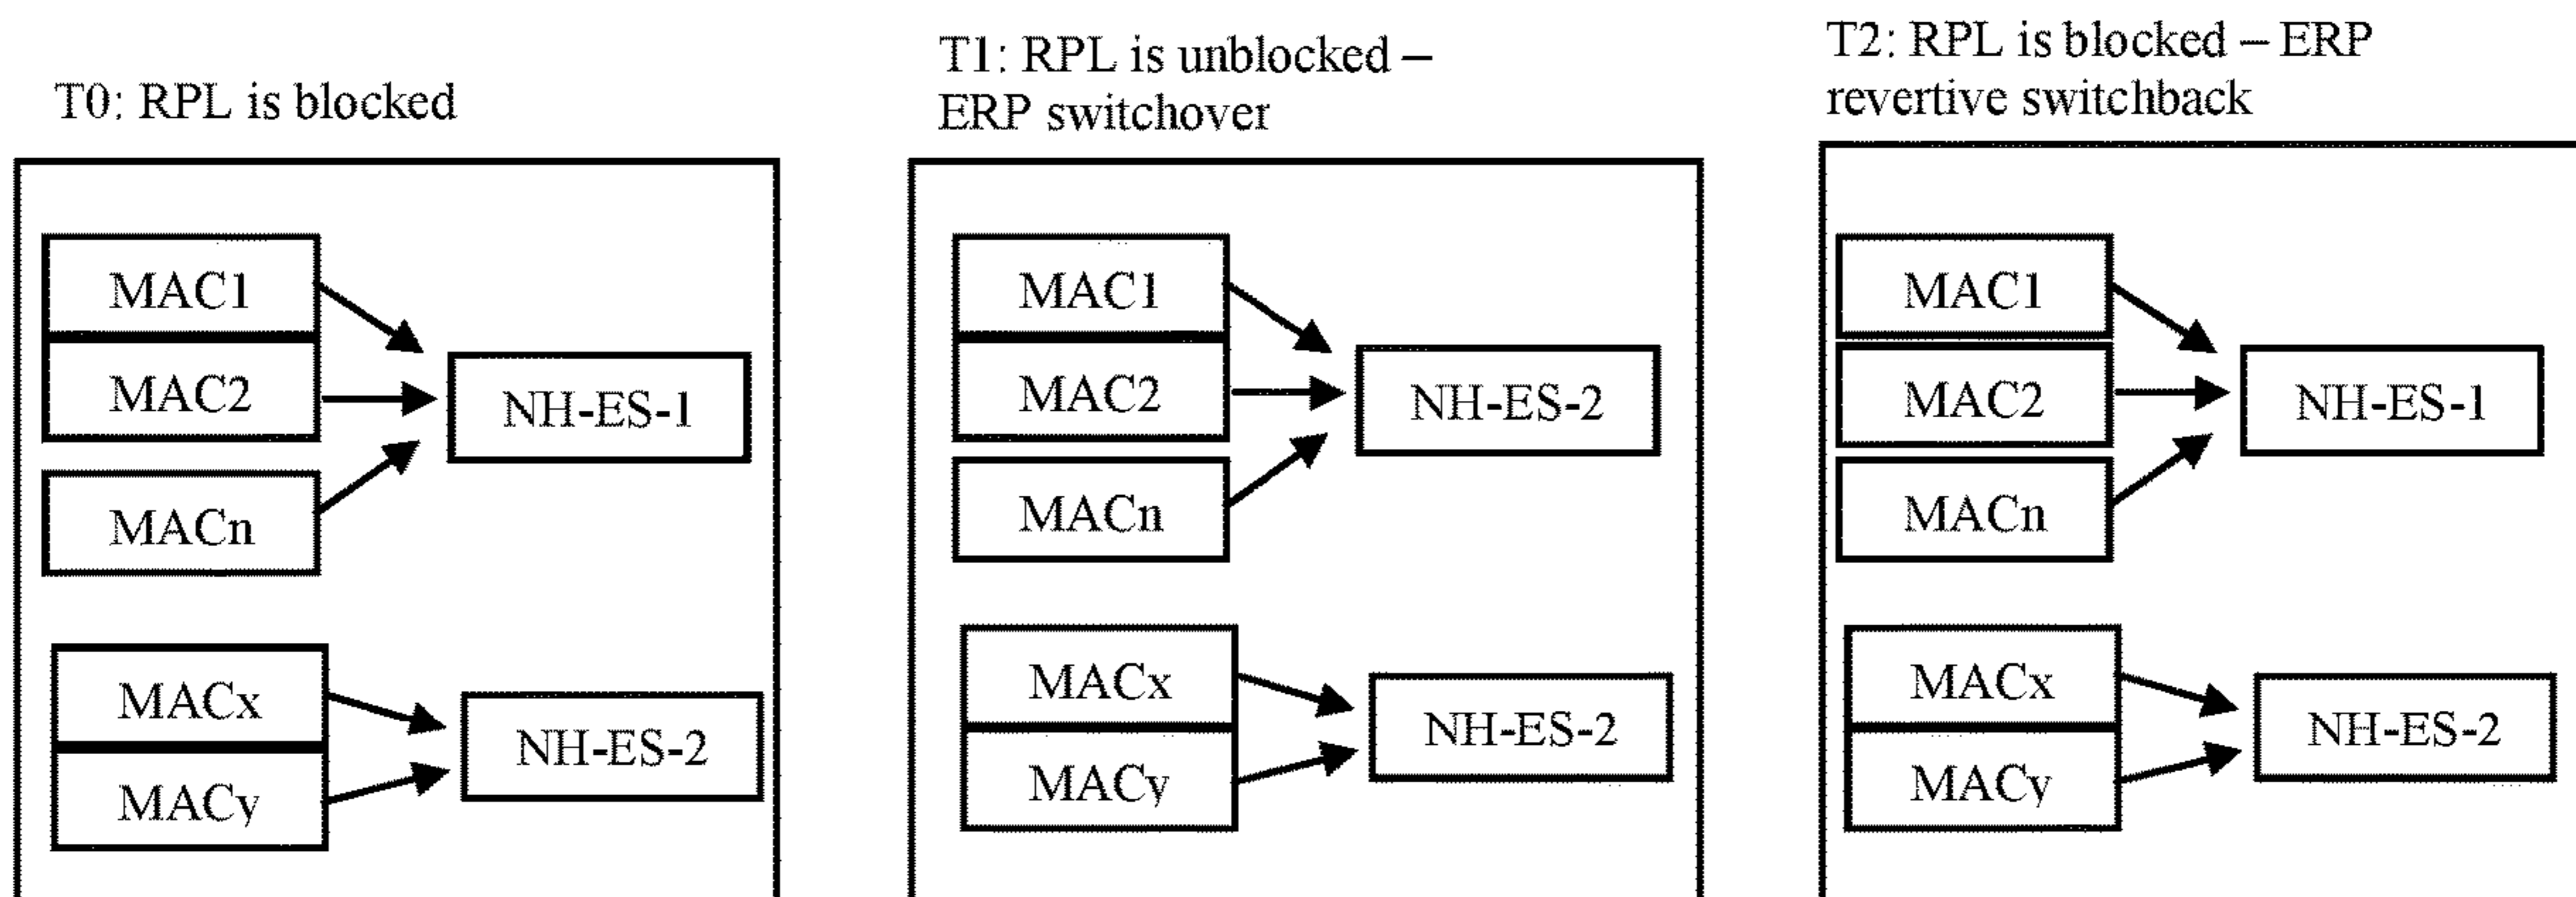 T0: RPL is blocked
MAC1
MAC2
MACn
NH-ES-1
MACx
MACy
NH-ES-2
T1: RPL is unblocked –
ERP switchover
MAC1
MAC2
MACn
NH-ES-2
MACx
MACy
NH-ES-2
T2: RPL is blocked – ERP
revertive switchback
MAC1
MAC2
MACn
NH-ES-1
MACx
MACy
NH-ES-2